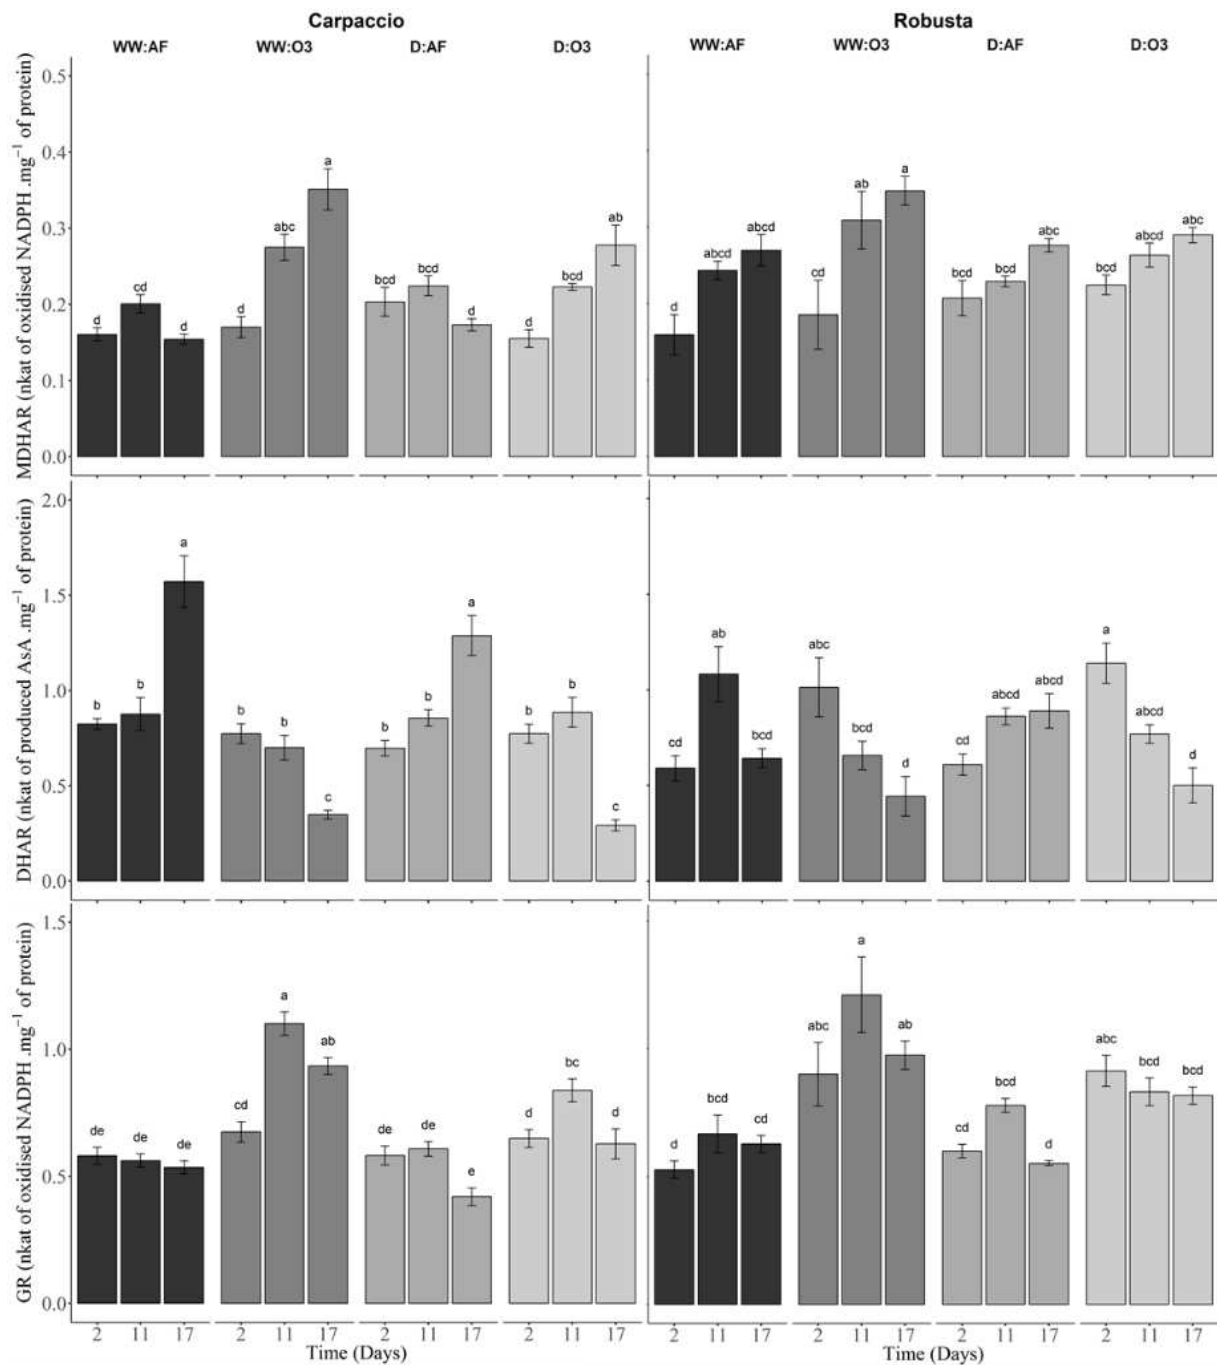 Carpaccio Robusta
WW:AF WW:O3 D:AF D:O3 WW:AF WW:O3 D:AF D:O3
MDHAR (nkat of oxidised NADPH .mg⁻¹ of protein)
0.5
0.4
0.3
0.2
0.1
0.0
d cd d d abc a bcd bcd d d bcd ab d abcd abcd cd ab a bcd bcd abc bcd abcd abc
DHAR (nkat of produced AsA .mg⁻¹ of protein)
2.0
1.5
1.0
0.5
0.0
b b a b b c b b a b b c cd ab bcd abc bcd d cd abcd abcd a abcd d
GR (nkat of oxidised NADPH .mg⁻¹ of protein)
1.5
1.0
0.5
0.0
de de de cd a ab de de e d bc d d bcd cd abc a ab cd bcd d abc bcd bcd
2 11 17 2 11 17 2 11 17 2 11 17 2 11 17 2 11 17 2 11 17 2 11 17
Time (Days) Time (Days)